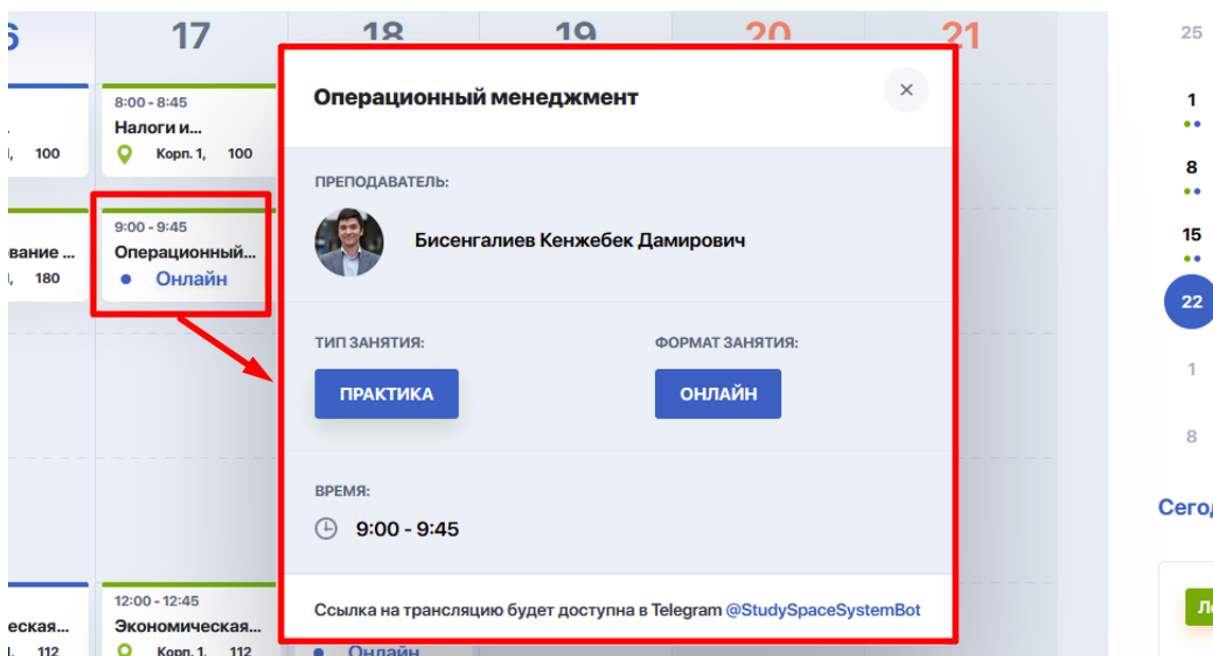 17
18
19
20
21
25
8:00 - 8:45
Налоги и...
Корп. 1, 100
100
9:00 - 9:45
Операционный...
Онлайн
вание ...
180
12:00 - 12:45
Экономическая...
Корп. 1, 112
еская...
112
Онлайн
Операционный менеджмент
ПРЕПОДАВАТЕЛЬ:
Бисенгалиев Кенжебек Дамирович
ТИП ЗАНЯТИЯ:
ФОРМАТ ЗАНЯТИЯ:
ПРАКТИКА
ОНЛАЙН
ВРЕМЯ:
9:00 - 9:45
Ссылка на трансляцию будет доступна в Telegram @StudySpaceSystemBot
1
8
15
22
1
8